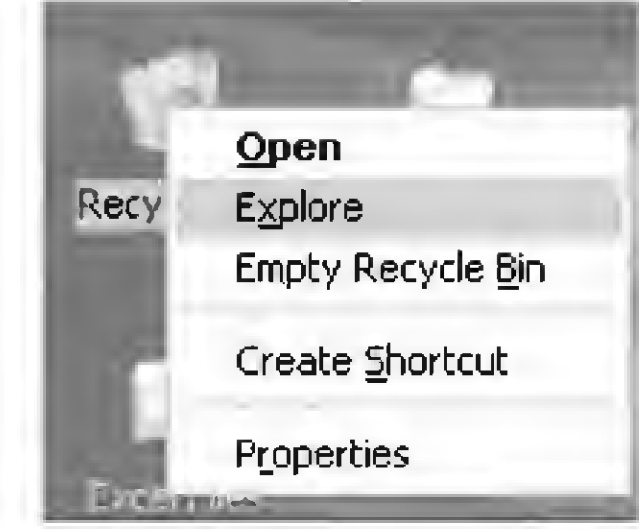 Open
Recy
Explore
Empty Recycle Bin
Create Shortcut
Properties